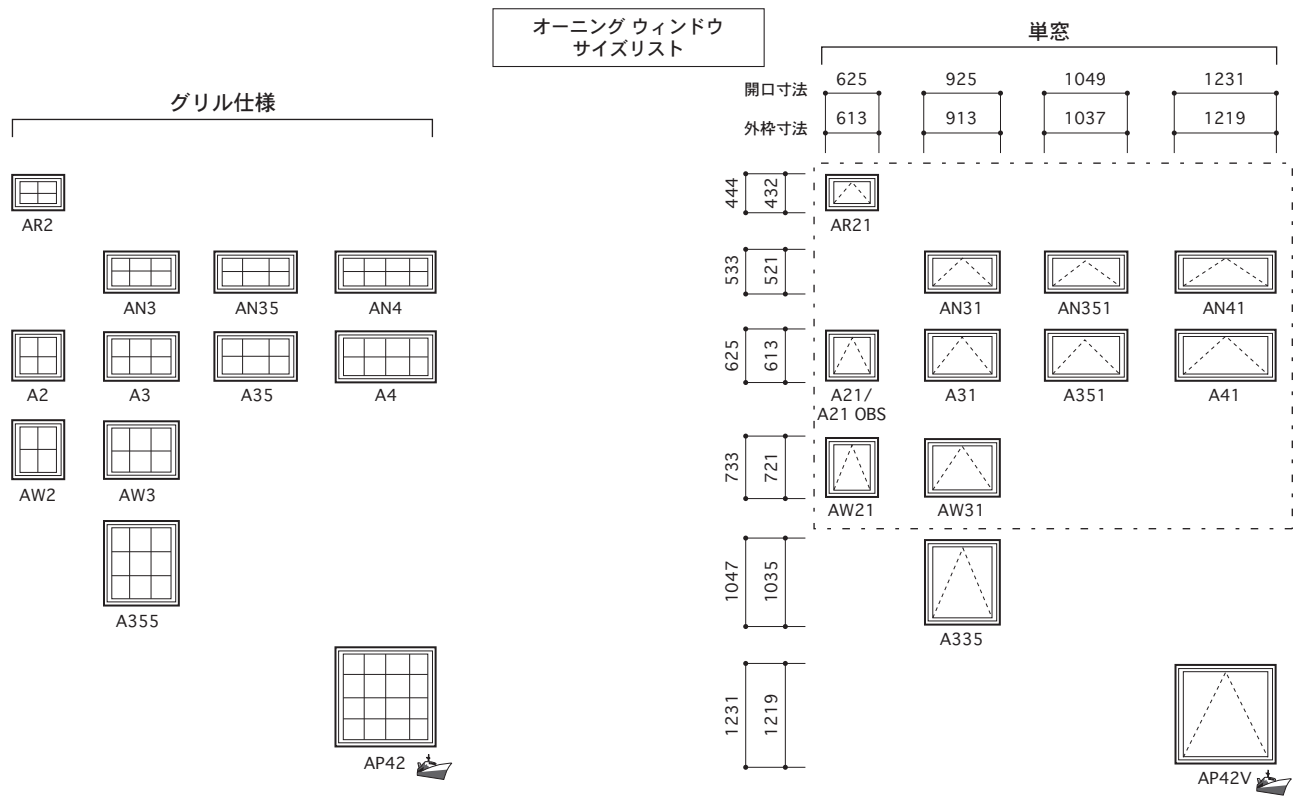 オーニング ウィンドウ
サイズリスト
グリル仕様
AR2
AN3 AN35 AN4
A2 A3 A35 A4
AW2 AW3
A355
AP42
単窓
開口寸法 625 925 1049 1231
外枠寸法 613 913 1037 1219
444 432
AR21
533 521
AN31 AN351 AN41
625 613
A21/
A21 OBS
A31 A351 A41
733 721
AW21 AW31
1047 1035
A335
1231 1219
AP42V